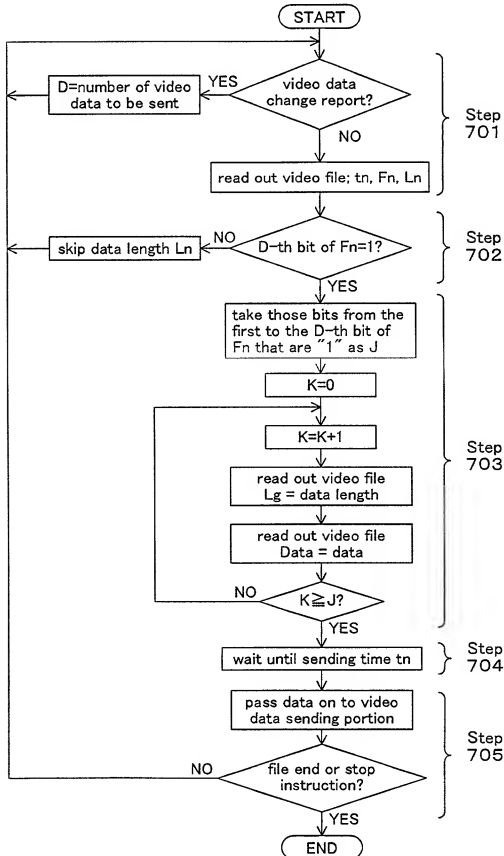 START
D=number of video
data to be sent
YES
video data
change report?
NO
read out video file; tn, Fn, Ln
Step
701
skip data length Ln
NO
D-th bit of Fn=1?
YES
Step
702
take those bits from the
first to the D-th bit of
Fn that are "1" as J
K=0
K=K+1
read out video file
Lg = data length
read out video file
Data = data
NO
K≧J?
YES
Step
703
wait until sending time tn
Step
704
pass data on to video
data sending portion
NO
file end or stop
instruction?
YES
Step
705
END